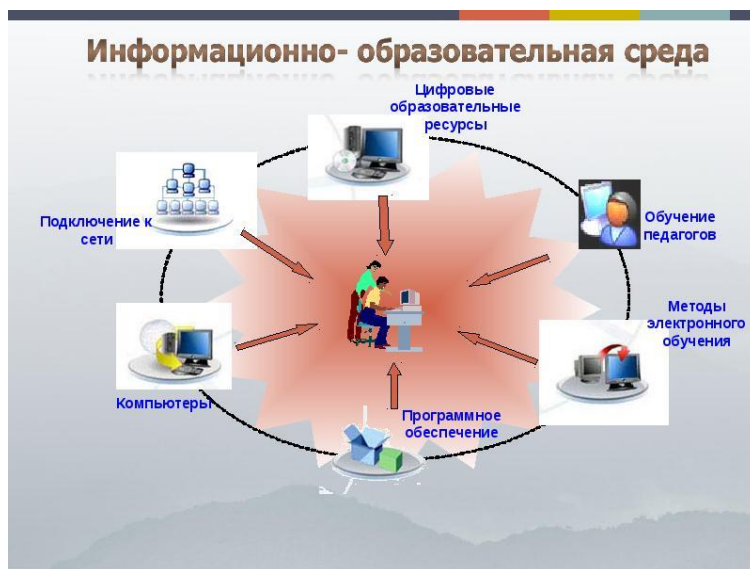 Информационно- образовательная среда
Цифровые
образовательные
ресурсы
Подключение к
сети
Обучение
педагогов
Методы
электронного
обучения
Компьютеры
Программное
обеспечение